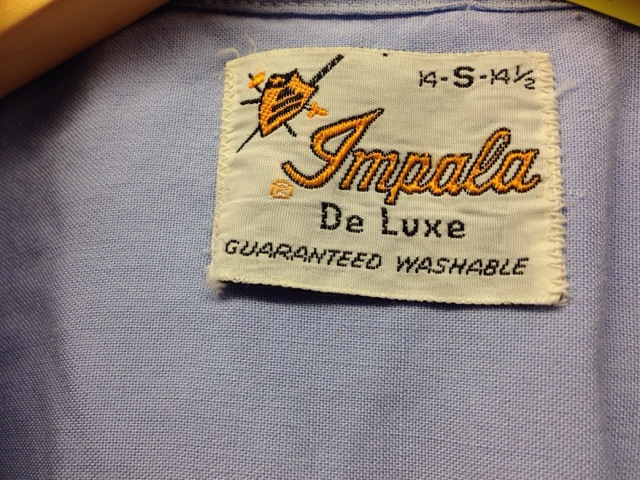 14-S-14½
Impala
De Luxe
GUARANTEED WASHABLE